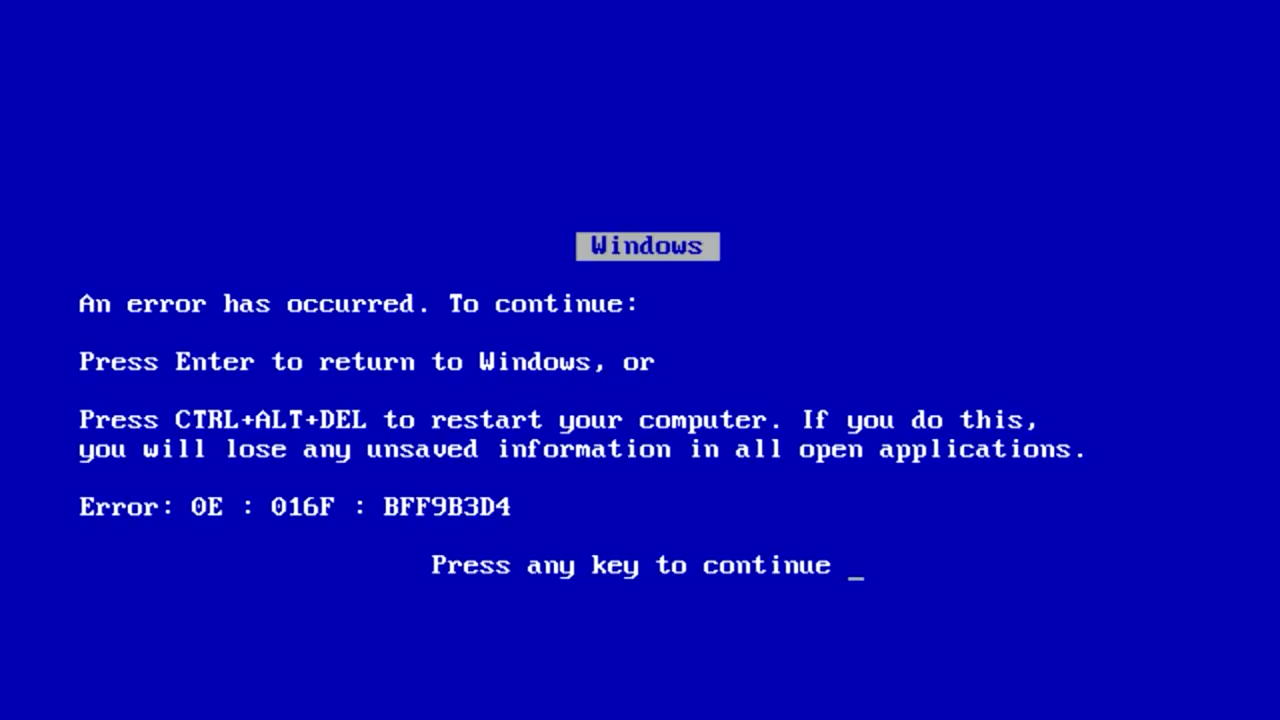 Windows
An error has occurred. To continue:
Press Enter to return to Windows, or
Press CTRL+ALT+DEL to restart your computer. If you do this,
you will lose any unsaved information in all open applications.
Error: 0E : 016F : BFF9B3D4
Press any key to continue _